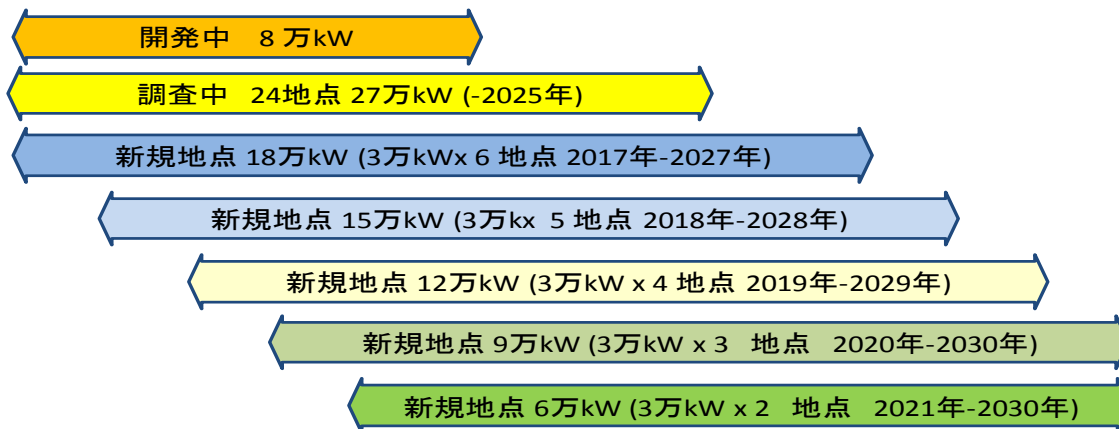 開発中 8 万kW
調査中 24地点 27万kW (-2025年)
新規地点 18万kW (3万kWx 6 地点 2017年-2027年)
新規地点 15万kW (3万kx 5 地点 2018年-2028年)
新規地点 12万kW (3万kW x 4 地点 2019年-2029年)
新規地点 9万kW (3万kW x 3 地点 2020年-2030年)
新規地点 6万kW (3万kW x 2 地点 2021年-2030年)